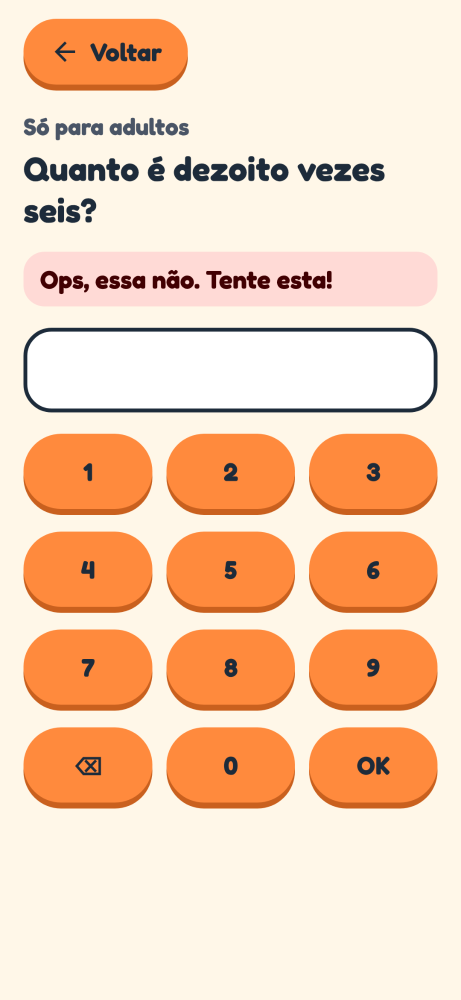 Voltar
Só para adultos
Quanto é dezoito vezes
seis?
Ops, essa não. Tente esta!
1 2 3
4 5 6
7 8 9
0 OK